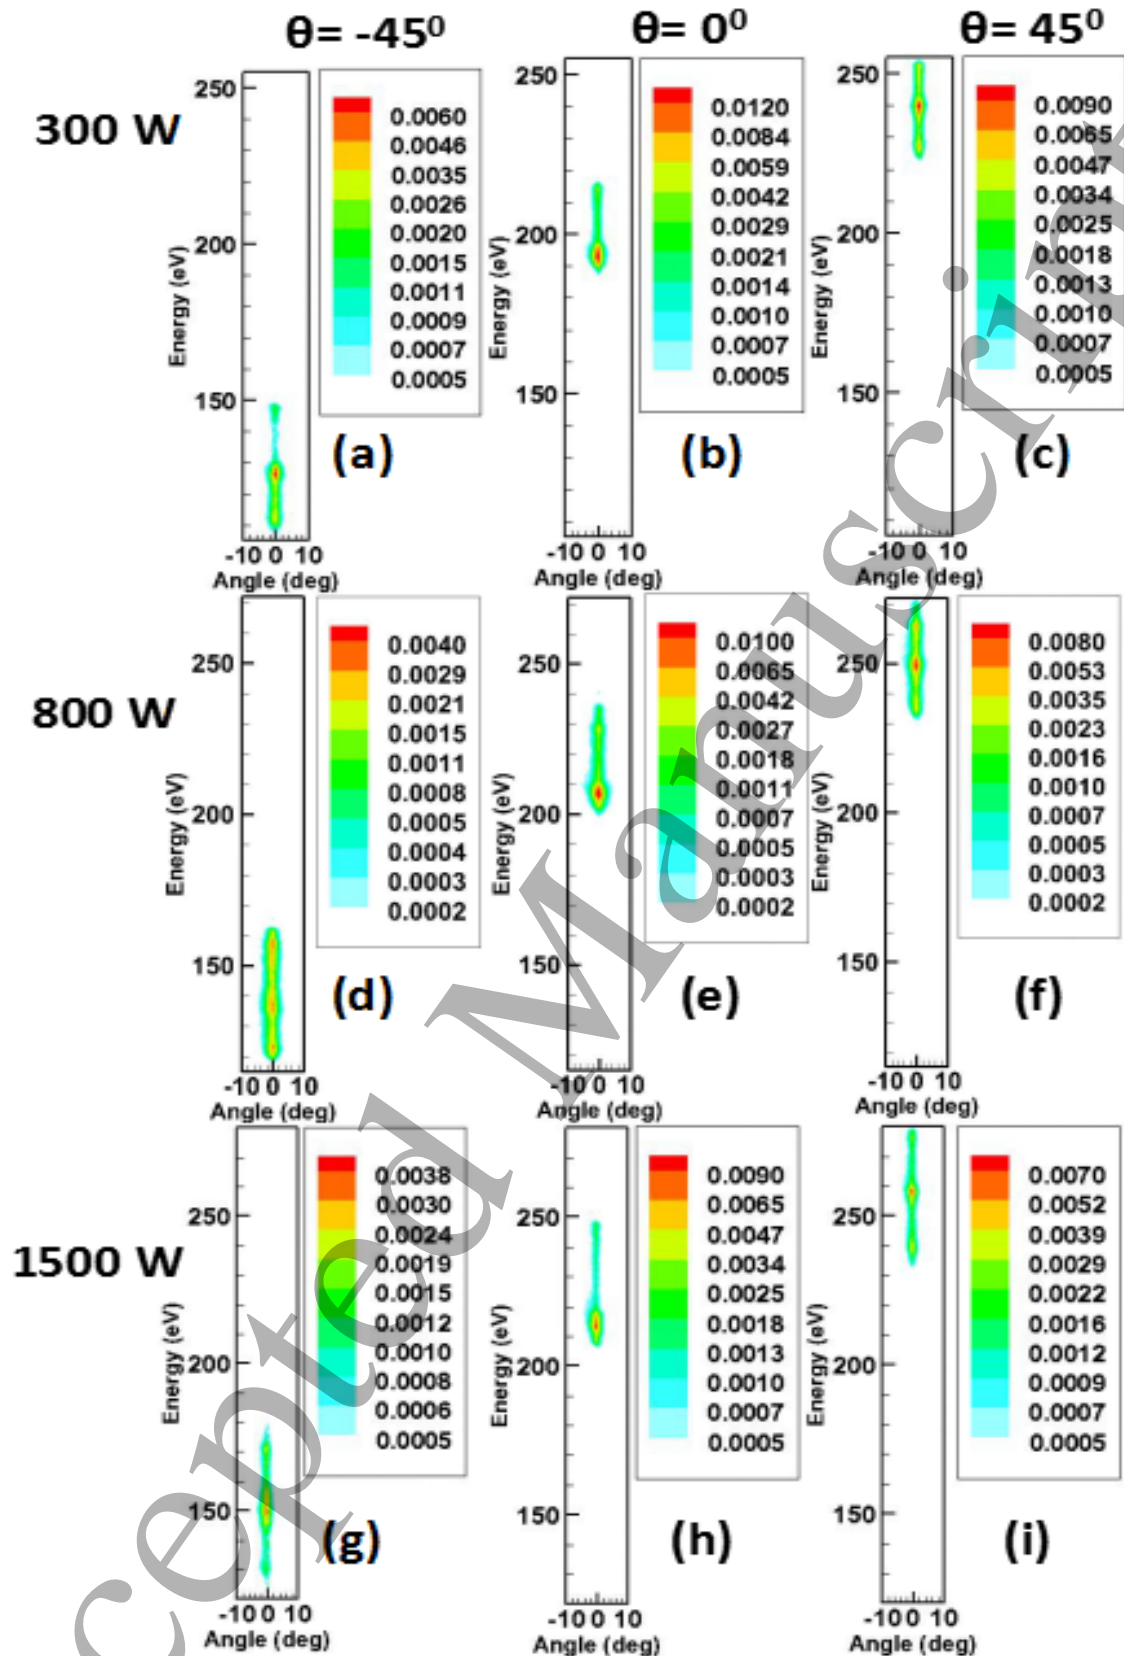 θ= -45⁰ θ= 0⁰ θ= 45⁰
300 W
250
200
150
-10 0 10
Energy (eV)
Angle (deg)
0.0060
0.0046
0.0035
0.0026
0.0020
0.0015
0.0011
0.0009
0.0007
0.0005
(a)
250
200
150
-10 0 10
Energy (eV)
Angle (deg)
0.0120
0.0084
0.0059
0.0042
0.0029
0.0021
0.0014
0.0010
0.0007
0.0005
(b)
250
200
150
-10 0 10
Energy (eV)
Angle (deg)
0.0090
0.0065
0.0047
0.0034
0.0025
0.0018
0.0013
0.0010
0.0007
0.0005
(c)
800 W
250
200
150
-10 0 10
Energy (eV)
Angle (deg)
0.0040
0.0029
0.0021
0.0015
0.0011
0.0008
0.0005
0.0004
0.0003
0.0002
(d)
250
200
150
-10 0 10
Energy (eV)
Angle (deg)
0.0100
0.0065
0.0042
0.0027
0.0018
0.0011
0.0007
0.0005
0.0003
0.0002
(e)
250
200
150
-10 0 10
Energy (eV)
Angle (deg)
0.0080
0.0053
0.0035
0.0023
0.0016
0.0010
0.0007
0.0005
0.0003
0.0002
(f)
1500 W
250
200
150
-10 0 10
Energy (eV)
Angle (deg)
0.0038
0.0030
0.0024
0.0019
0.0015
0.0012
0.0010
0.0008
0.0006
0.0005
(g)
250
200
150
-10 0 10
Energy (eV)
Angle (deg)
0.0090
0.0065
0.0047
0.0034
0.0025
0.0018
0.0013
0.0010
0.0007
0.0005
(h)
250
200
150
-10 0 10
Energy (eV)
Angle (deg)
0.0070
0.0052
0.0039
0.0029
0.0022
0.0016
0.0012
0.0009
0.0007
0.0005
(i)
cepted Manuscript